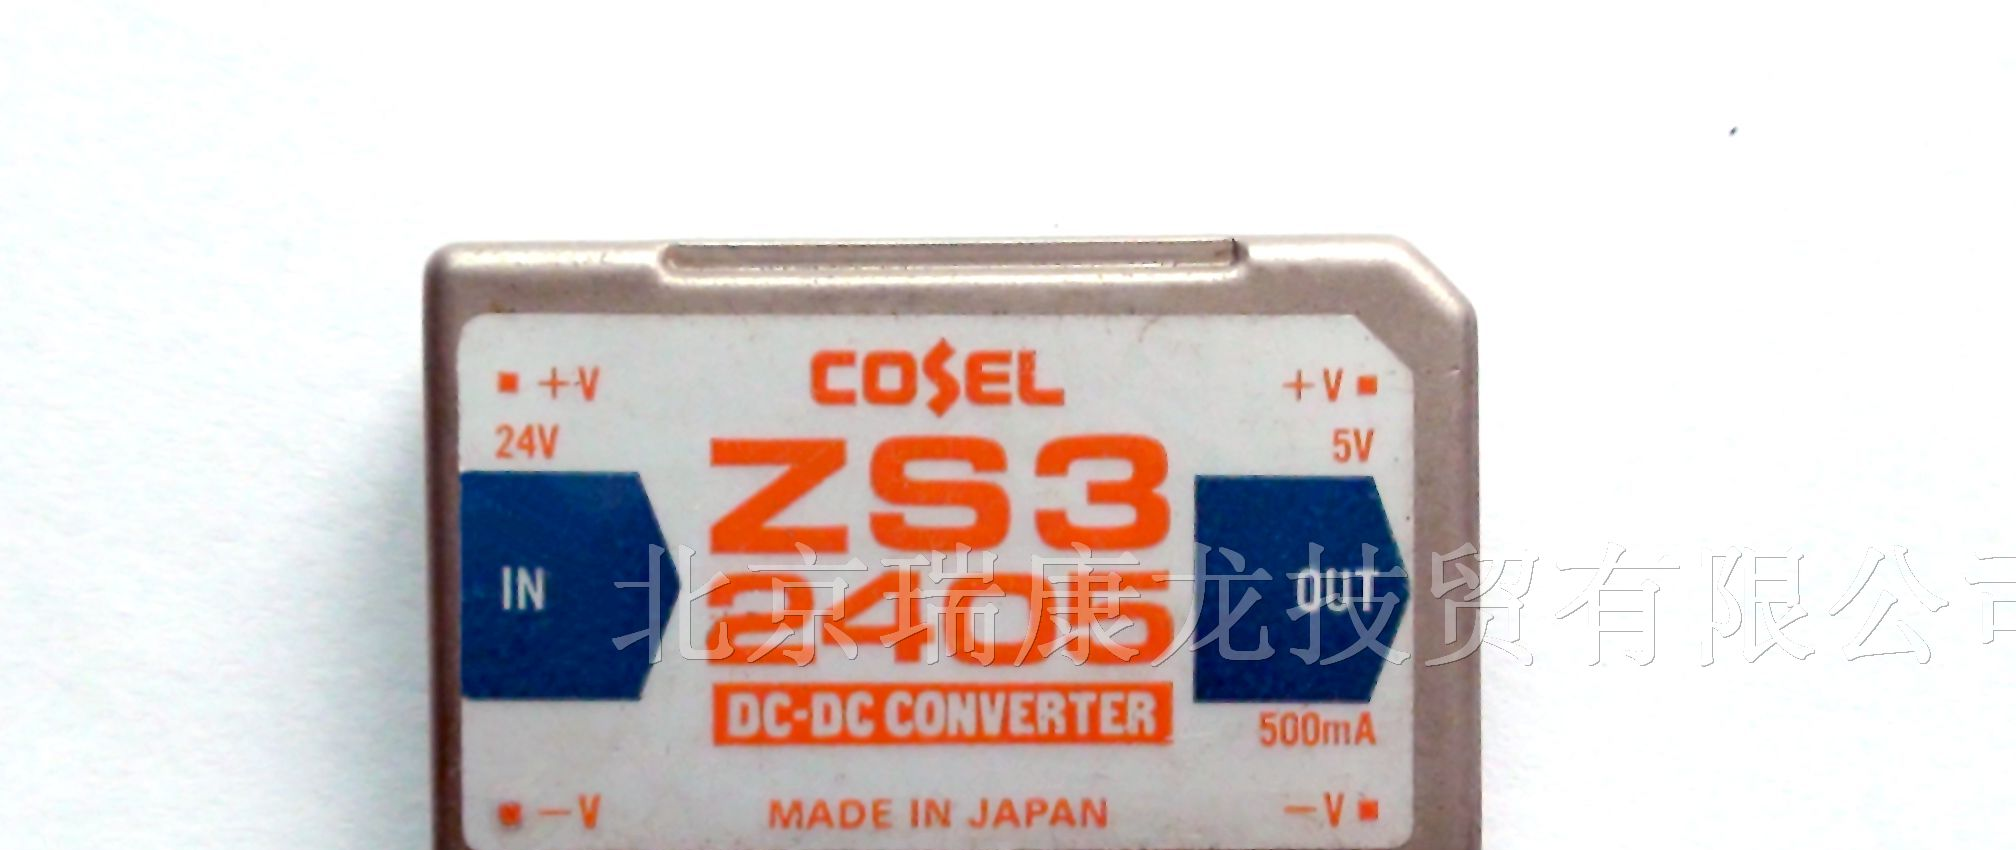 COSEL
+V +V
24V 5V
ZS3
IN 2405 OUT
DC-DC CONVERTER
500mA
-V MADE IN JAPAN -V
北京瑞康龙技贸有限公司